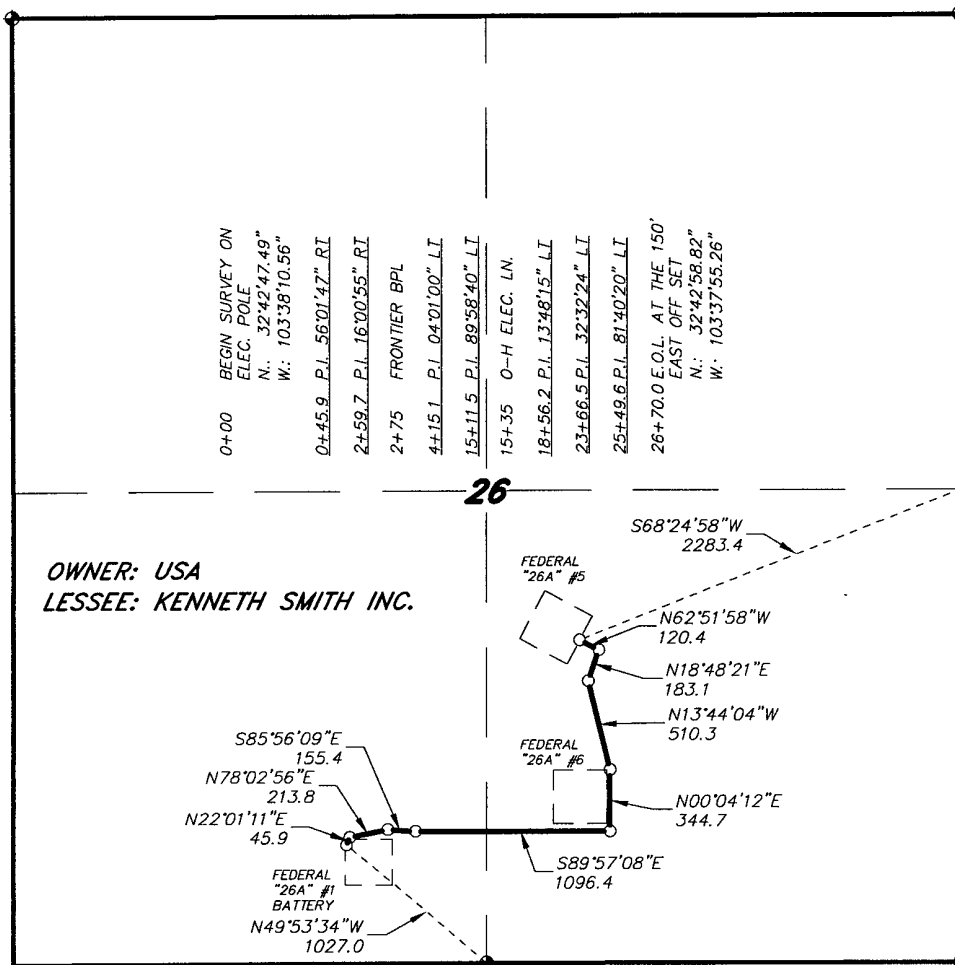 0+00 BEGIN SURVEY ON
ELEC. POLE
N.: 32°42'47.49"
W.: 103°38'10.56"
0+45.9 P.I. 56°01'47" RT
2+59.7 P.I. 16°00'55" RT
2+75 FRONTIER BPL
4+15 1 P.I 04°01'00" LT
15+11 5 P.I. 89°58'40" LT
15+35 O-H ELEC. LN.
18+56.2 P.I. 13°48'15" LT
23+66.5 P.I. 32°32'24" LT
25+49.6 P.I. 81°40'20" LT
26+70.0 E.O.L. AT THE 150'
EAST OFF SET
N.: 32°42'58.82"
W.: 103°37'55.26"
26
S68°24'58"W
2283.4
OWNER: USA
LESSEE: KENNETH SMITH INC.
FEDERAL
"26A" #5
N62°51'58"W
120.4
N18°48'21"E
183.1
N13°44'04"W
510.3
S85°56'09"E
155.4
FEDERAL
"26A" #6
N78°02'56"E
213.8
N00°04'12"E
344.7
N22°01'11"E
45.9
S89°57'08"E
1096.4
FEDERAL
"26A" #1
BATTERY
N49°53'34"W
1027.0